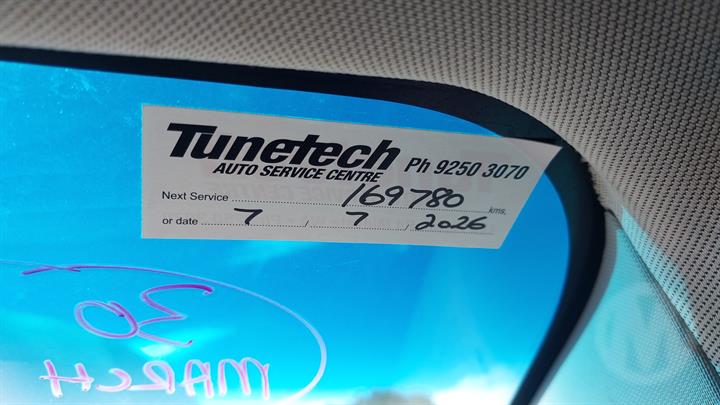 Tunetech Ph 9250 3070
AUTO SERVICE CENTRE
Next Service 169780 kms,
or date 7 / 7 / 2026
30
MARCH